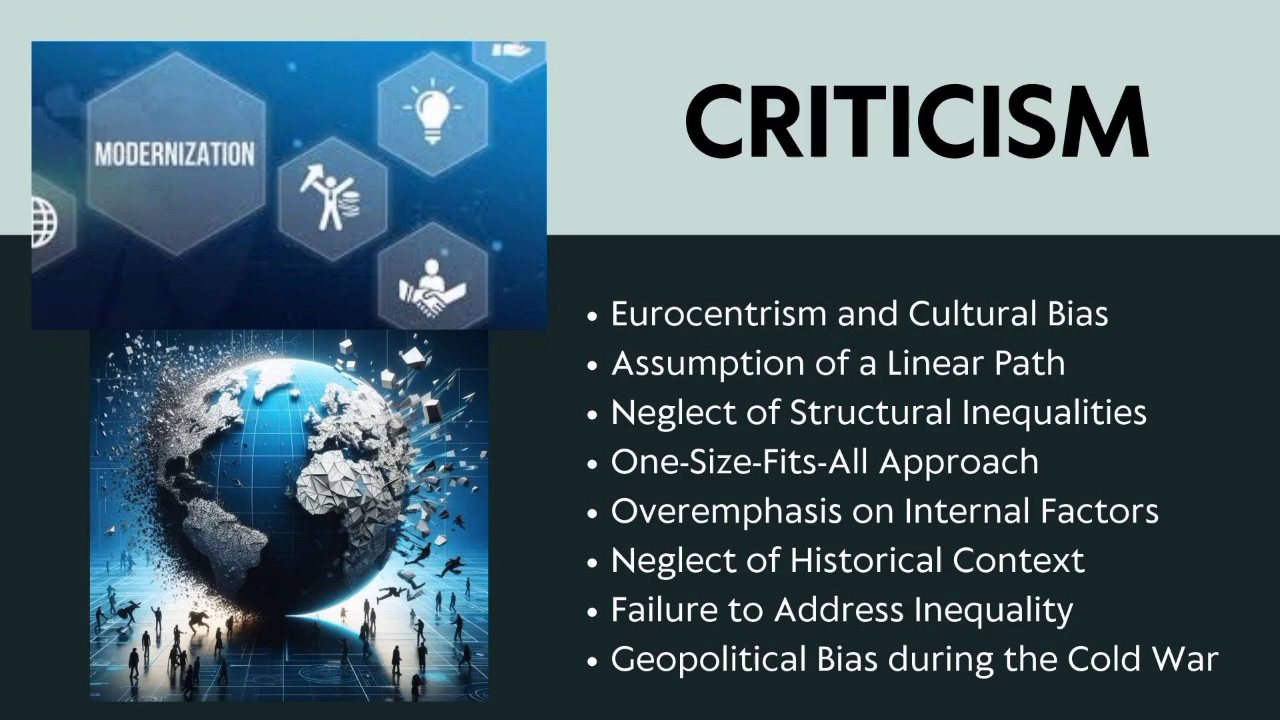 MODERNIZATION
CRITICISM
• Eurocentrism and Cultural Bias
• Assumption of a Linear Path
• Neglect of Structural Inequalities
• One-Size-Fits-All Approach
• Overemphasis on Internal Factors
• Neglect of Historical Context
• Failure to Address Inequality
• Geopolitical Bias during the Cold War